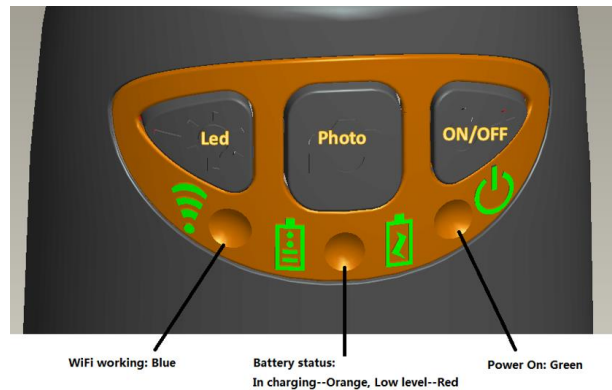 Led
Photo
ON/OFF
WiFi working: Blue
Battery status:
In charging--Orange, Low level--Red
Power On: Green